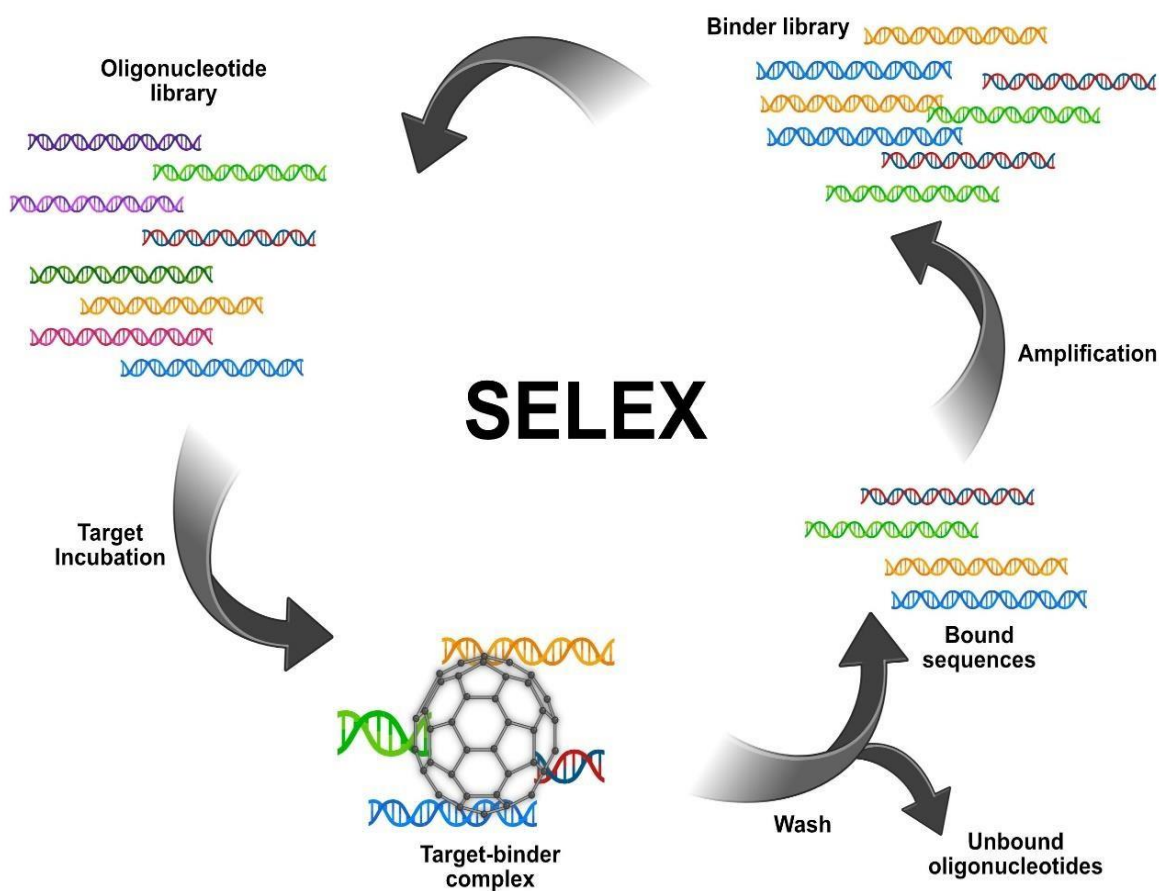 Oligonucleotide
library
Binder library
SELEX
Amplification
Target
Incubation
Bound
sequences
Target-binder
complex
Wash
Unbound
oligonucleotides